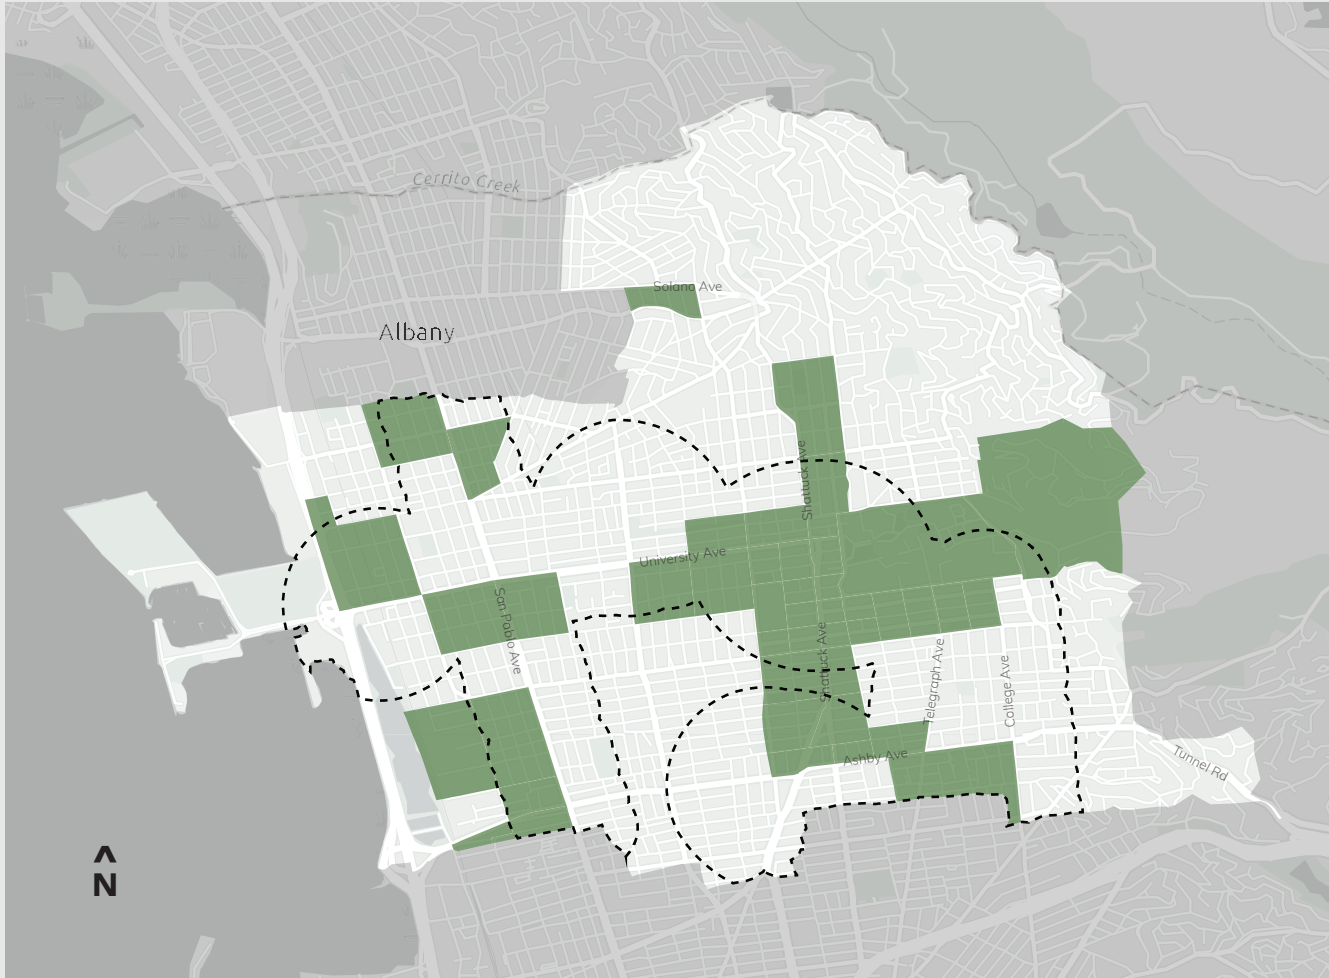 Cerrito Creek
Solano Ave
Albany
Shattuck Ave
University Ave
San Pablo Ave
Shattuck Ave
Telegraph Ave
College Ave
Ashby Ave
Tunnel Rd
^
N